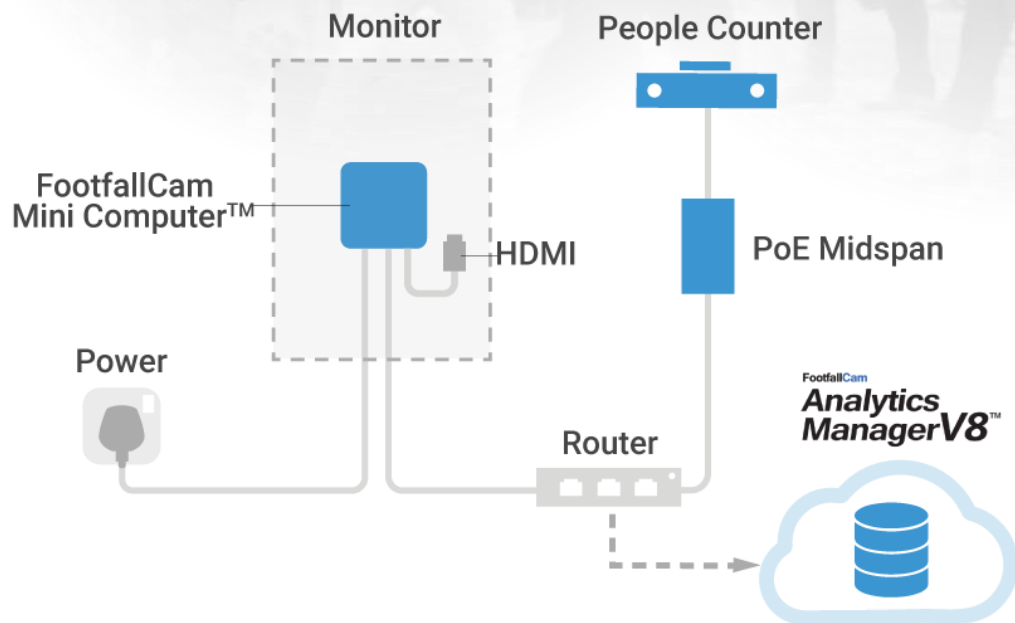 Monitor
People Counter
FootfallCam
Mini Computer™
HDMI
PoE Midspan
Power
FootfallCam
Analytics
ManagerV8™
Router